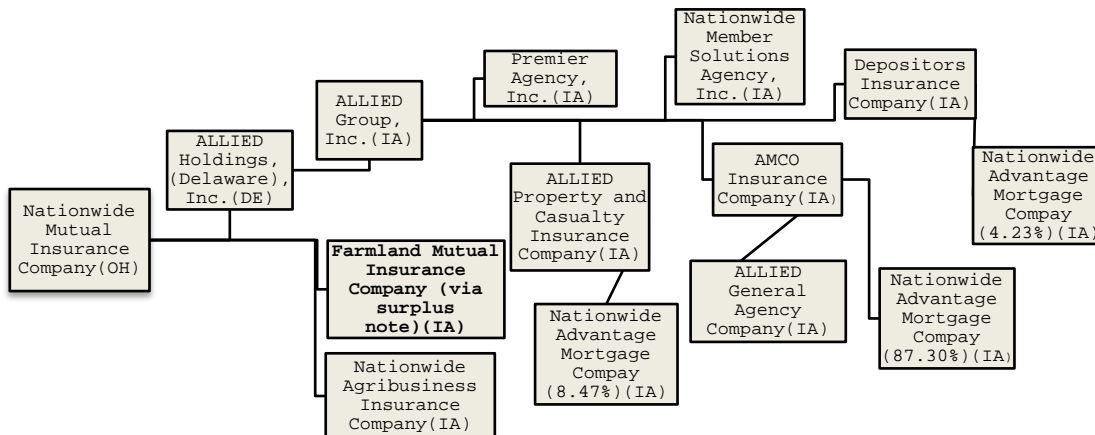 Nationwide
Mutual
Insurance
Company(OH)
ALLIED
Holdings,
(Delaware),
Inc.(DE)
ALLIED
Group,
Inc.(IA)
Premier
Agency,
Inc.(IA)
Nationwide
Member
Solutions
Agency,
Inc.(IA)
Depositors
Insurance
Company(IA)
Nationwide
Advantage
Mortgage
Compay
(4.23%)(IA)
ALLIED
Property and
Casualty
Insurance
Company(IA)
AMCO
Insurance
Company(IA)
Farmland Mutual
Insurance
Company (via
surplus
note)(IA)
ALLIED
General
Agency
Company(IA)
Nationwide
Advantage
Mortgage
Compay
(87.30%)(IA)
Nationwide
Advantage
Mortgage
Compay
(8.47%)(IA)
Nationwide
Agribusiness
Insurance
Company(IA)